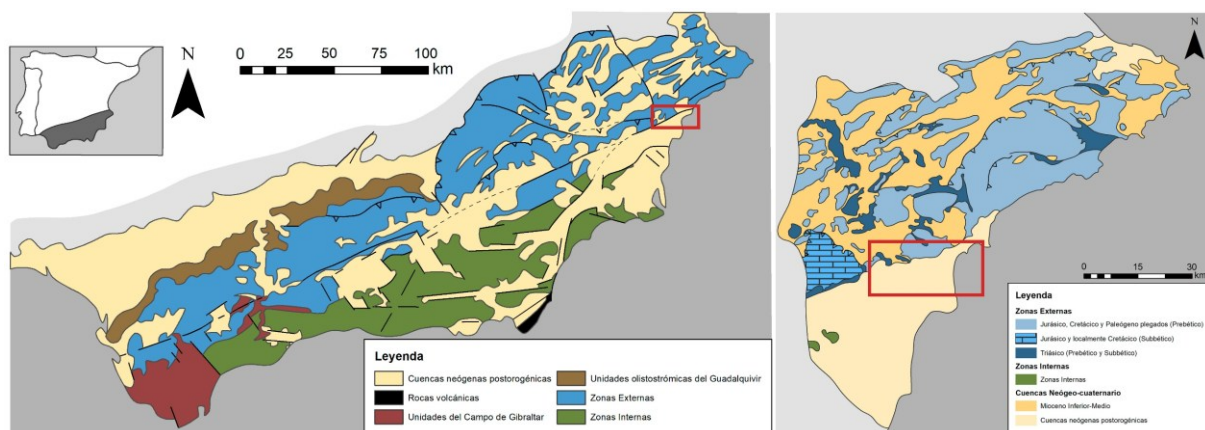 N
0 25 50 75 100
km
Leyenda
Cuencas neógenas postorogénicas
Rocas volcánicas
Unidades del Campo de Gibraltar
Unidades olistostrómicas del Guadalquivir
Zonas Externas
Zonas Internas
N
0 15 30
km
Leyenda
Zonas Externas
Jurásico, Cretácico y Paleógeno plegados (Prebético)
Jurásico y localmente Cretácico (Subbético)
Triásico (Prebético y Subbético)
Zonas Internas
Zonas Internas
Cuencas Neógeo-cuaternario
Mioceno Inferior-Medio
Cuencas neógenas postorogénicas